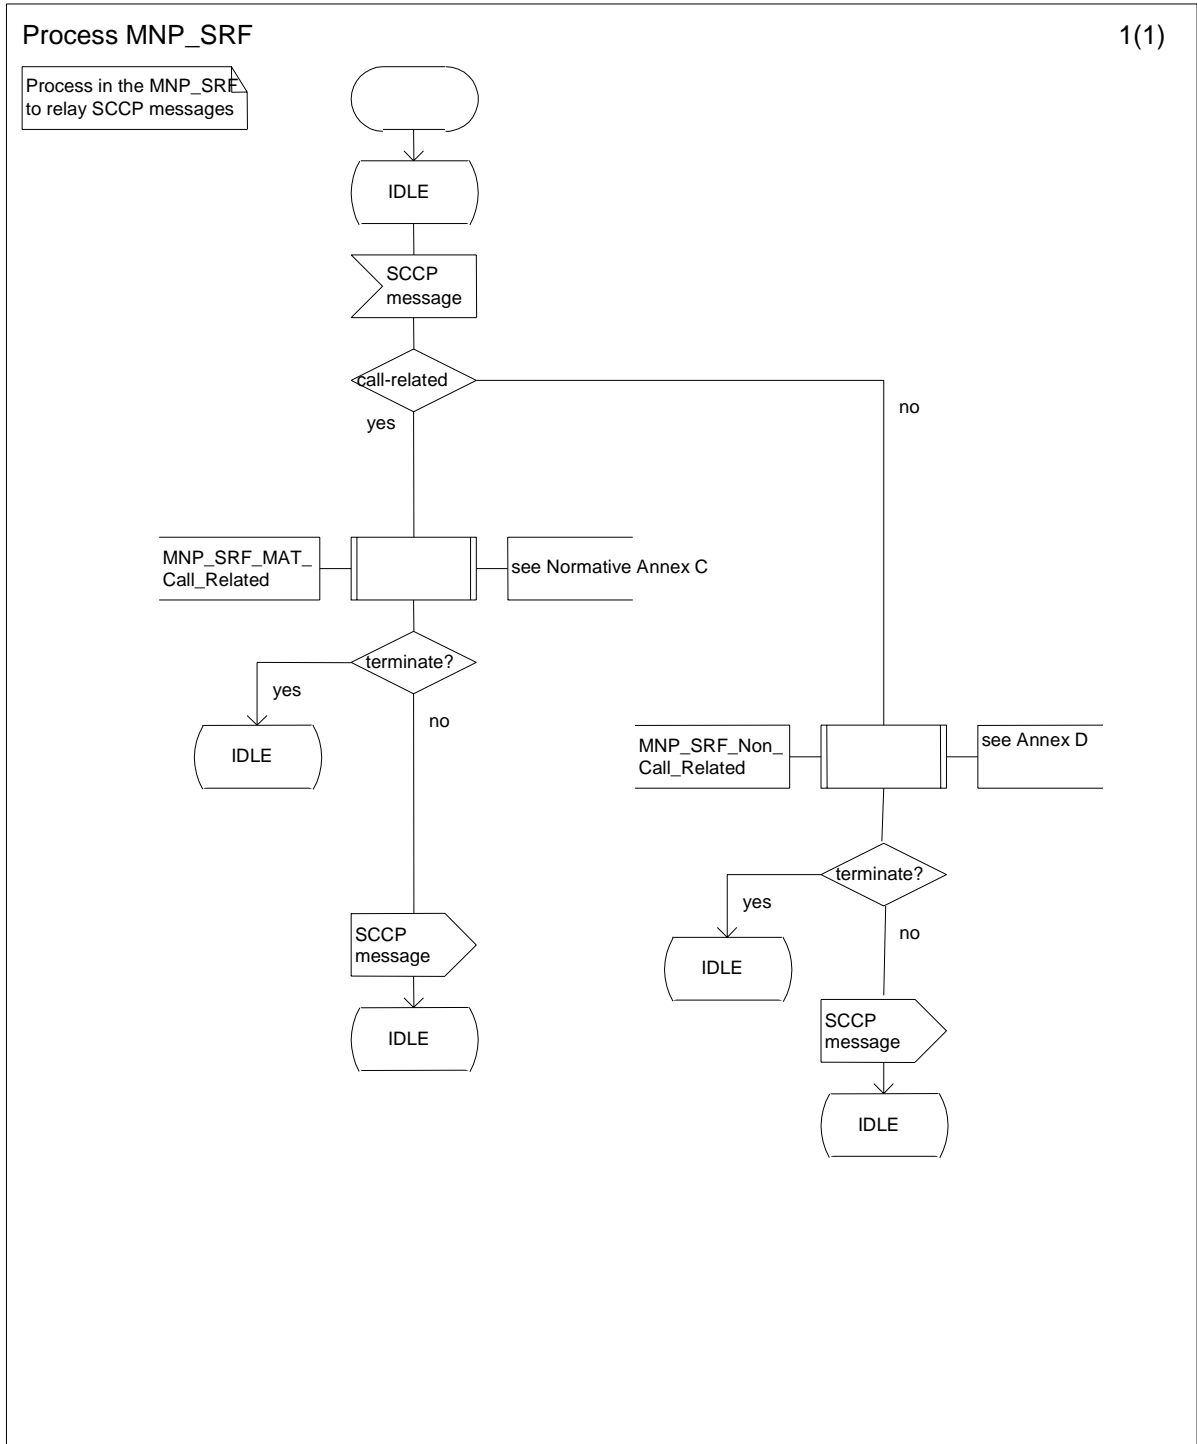 Process MNP_SRF
1(1)
Process in the MNP_SRF
to relay SCCP messages
IDLE
SCCP
message
call-related
yes
no
MNP_SRF_MAT_
Call_Related
see Normative Annex C
terminate?
yes
no
IDLE
MNP_SRF_Non_
Call_Related
see Annex D
terminate?
yes
no
SCCP
message
IDLE
IDLE
SCCP
message
IDLE